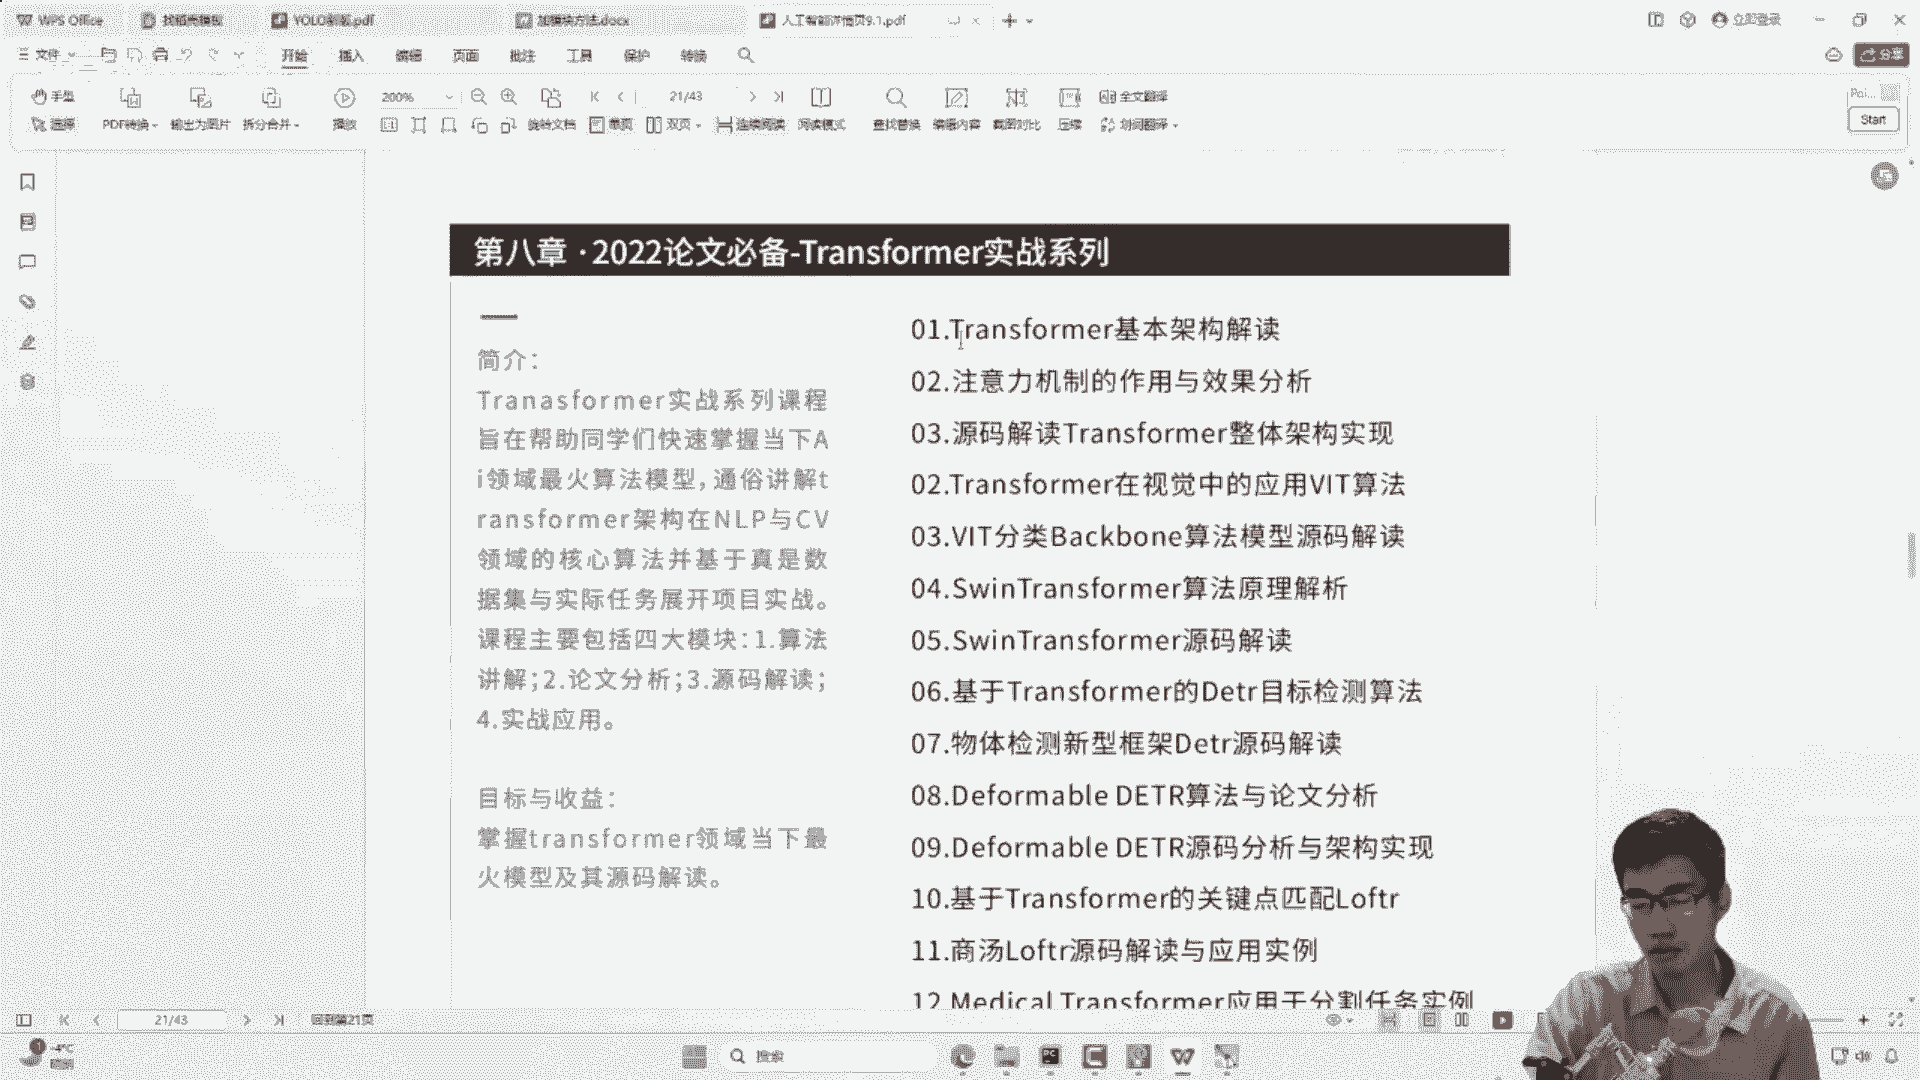 WPS Office
找稻壳模板
YOLO新版.pdf
加模块方法.docx
人工智能详情页9.1.pdf
立即登录
文件
开始
插入
编辑
页面
批注
工具
保护
转换
分享
手型
200%
21/43
全文翻译
选择
PDF转换
输出为图片
拆分合并
播放
旋转文档
单页
双页
连续阅读
阅读模式
查找替换
编辑内容
截图对比
压缩
划词翻译
Start
第八章 ·2022论文必备-Transformer实战系列
简介：
Tranasformer实战系列课程
旨在帮助同学们快速掌握当下A
i领域最火算法模型，通俗讲解t
ransformer架构在NLP与CV
领域的核心算法并基于真是数
据集与实际任务展开项目实战。
课程主要包括四大模块：1.算法
讲解；2.论文分析；3.源码解读；
4.实战应用。
目标与收益：
掌握transformer领域当下最
火模型及其源码解读。
01.Transformer基本架构解读
02.注意力机制的作用与效果分析
03.源码解读Transformer整体架构实现
02.Transformer在视觉中的应用VIT算法
03.VIT分类Backbone算法模型源码解读
04.SwinTransformer算法原理解析
05.SwinTransformer源码解读
06.基于Transformer的Detr目标检测算法
07.物体检测新型框架Detr源码解读
08.Deformable DETR算法与论文分析
09.Deformable DETR源码分析与架构实现
10.基于Transformer的关键点匹配Loftr
11.商汤Loftr源码解读与应用实例
12.Medical Transformer应用于分割任务实例
21/43
回到第21页
-4°C
搜索